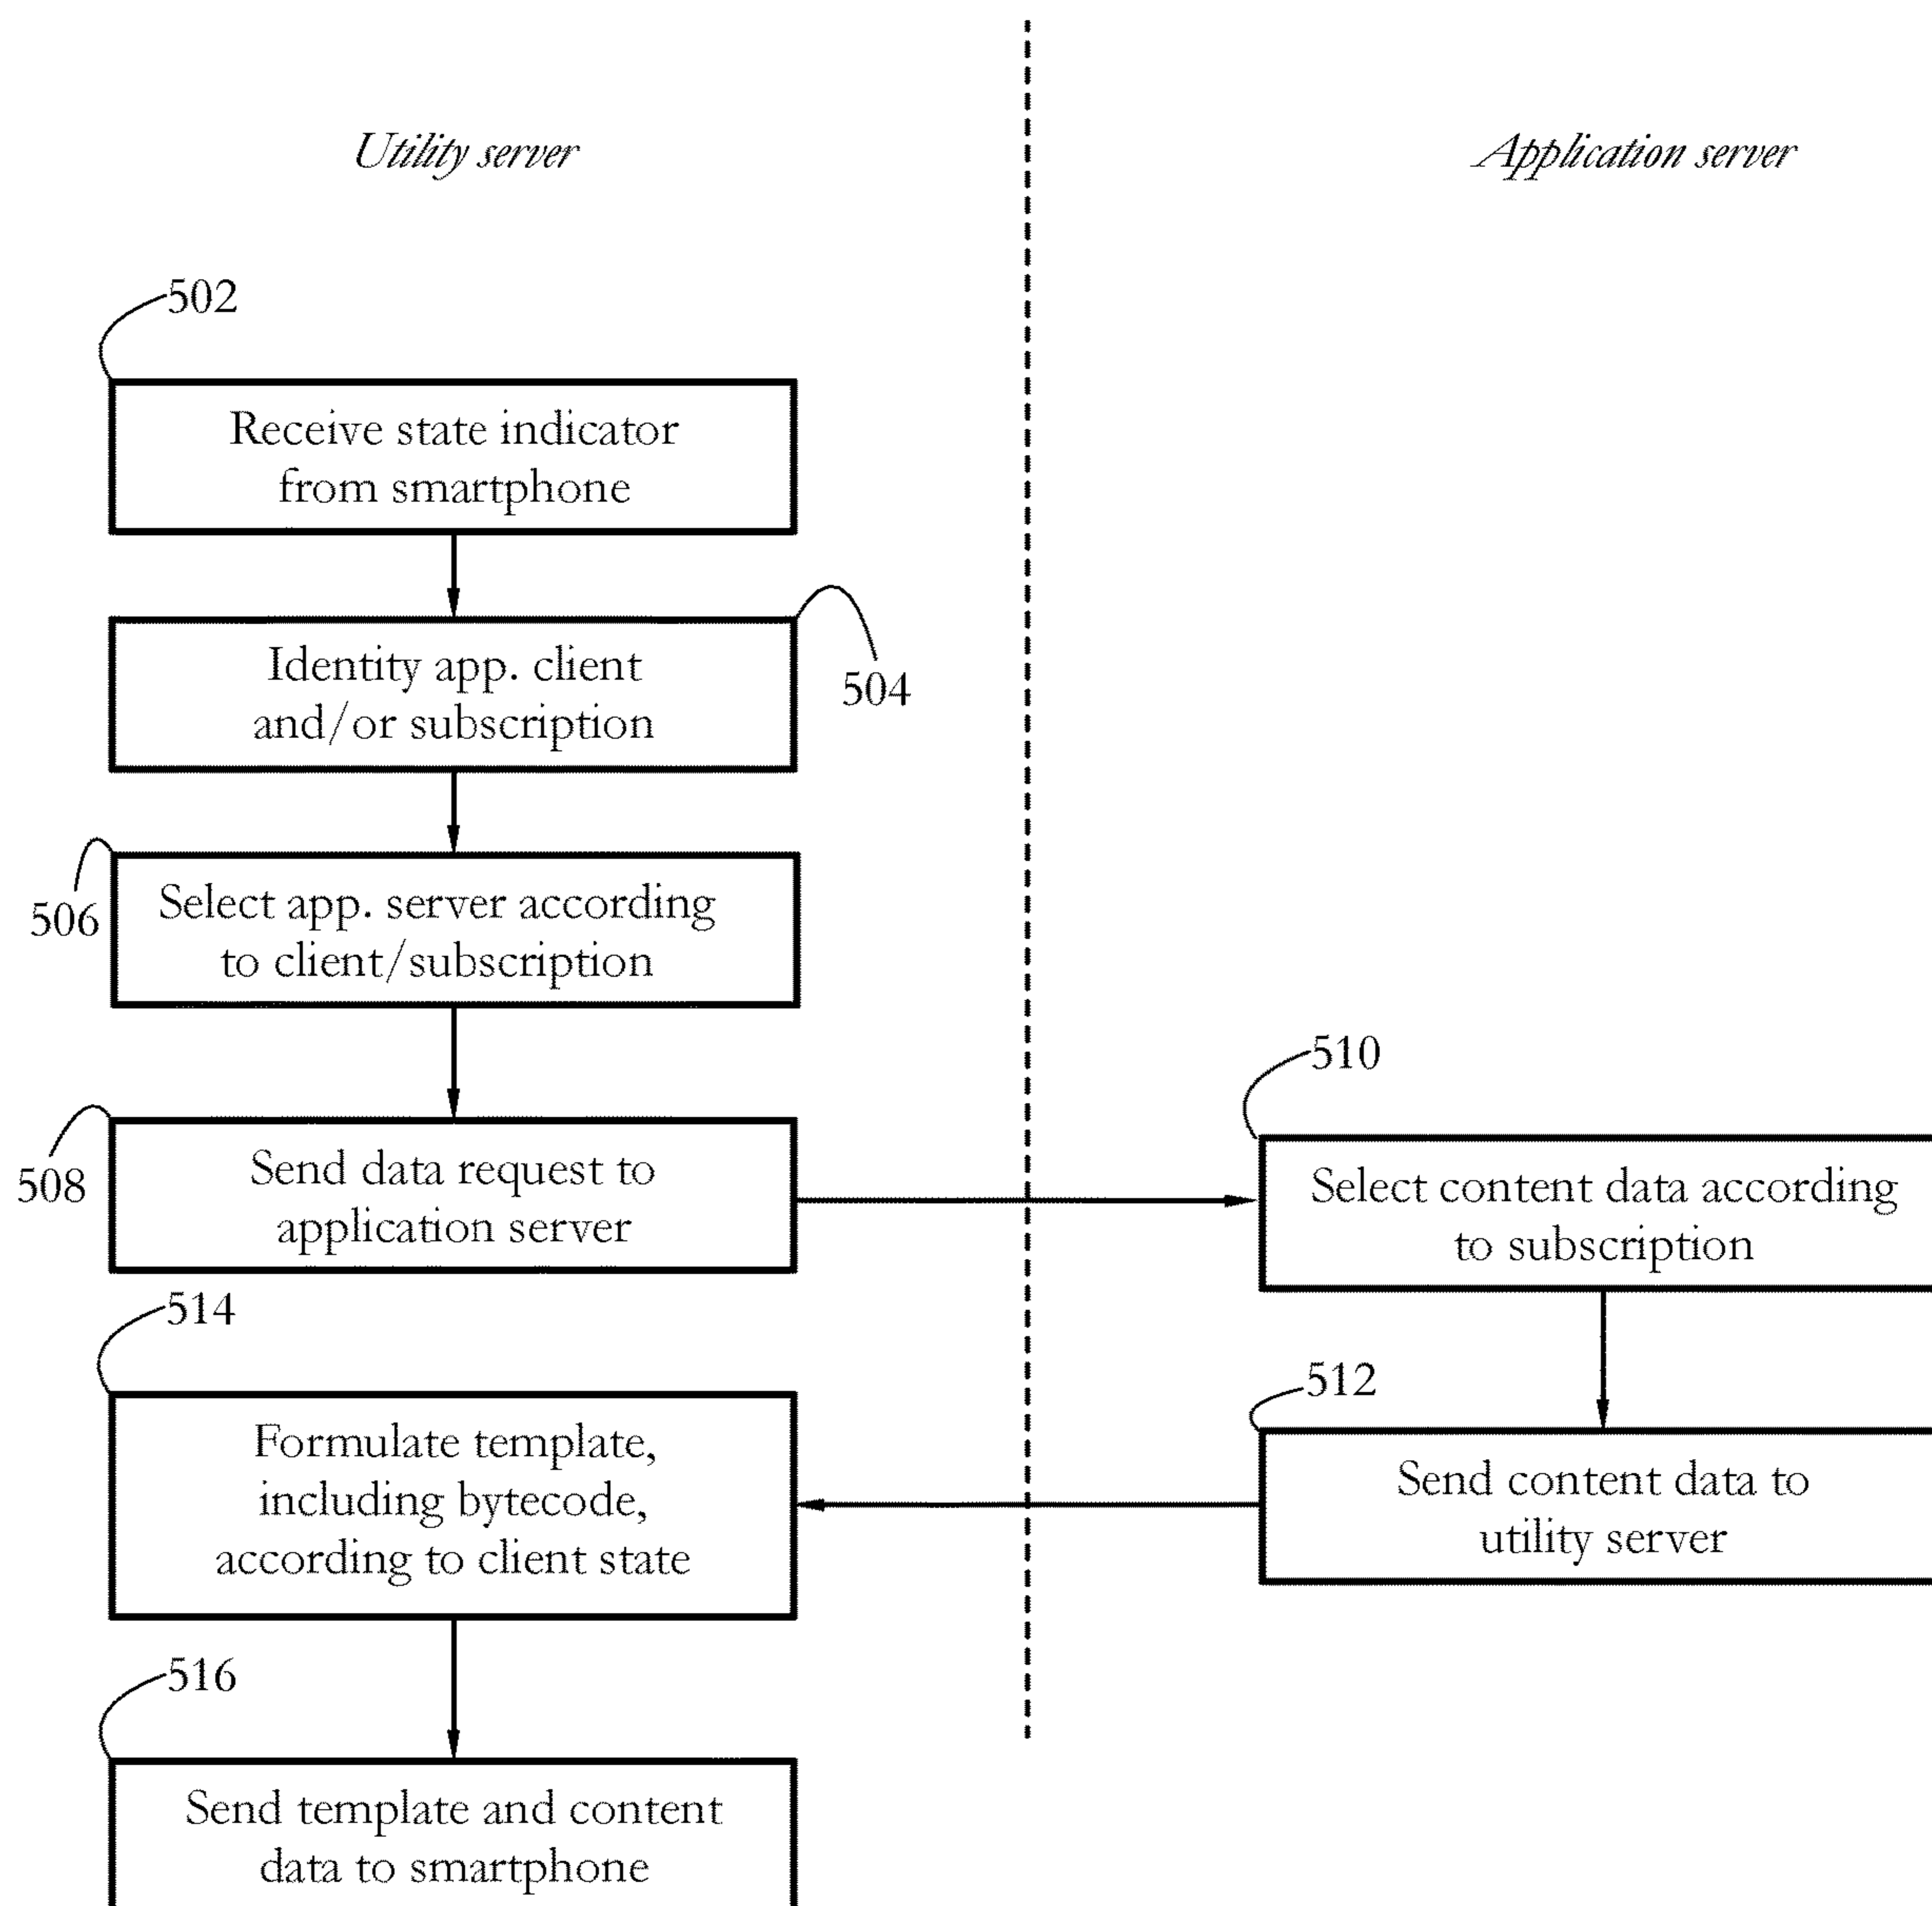 Utility server
Application server
502
Receive state indicator
from smartphone
Identity app. client
and/or subscription
504
506
Select app. server according
to client/subscription
508
Send data request to
application server
510
Select content data according
to subscription
512
Send content data to
utility server
514
Formulate template,
including bytecode,
according to client state
516
Send template and content
data to smartphone